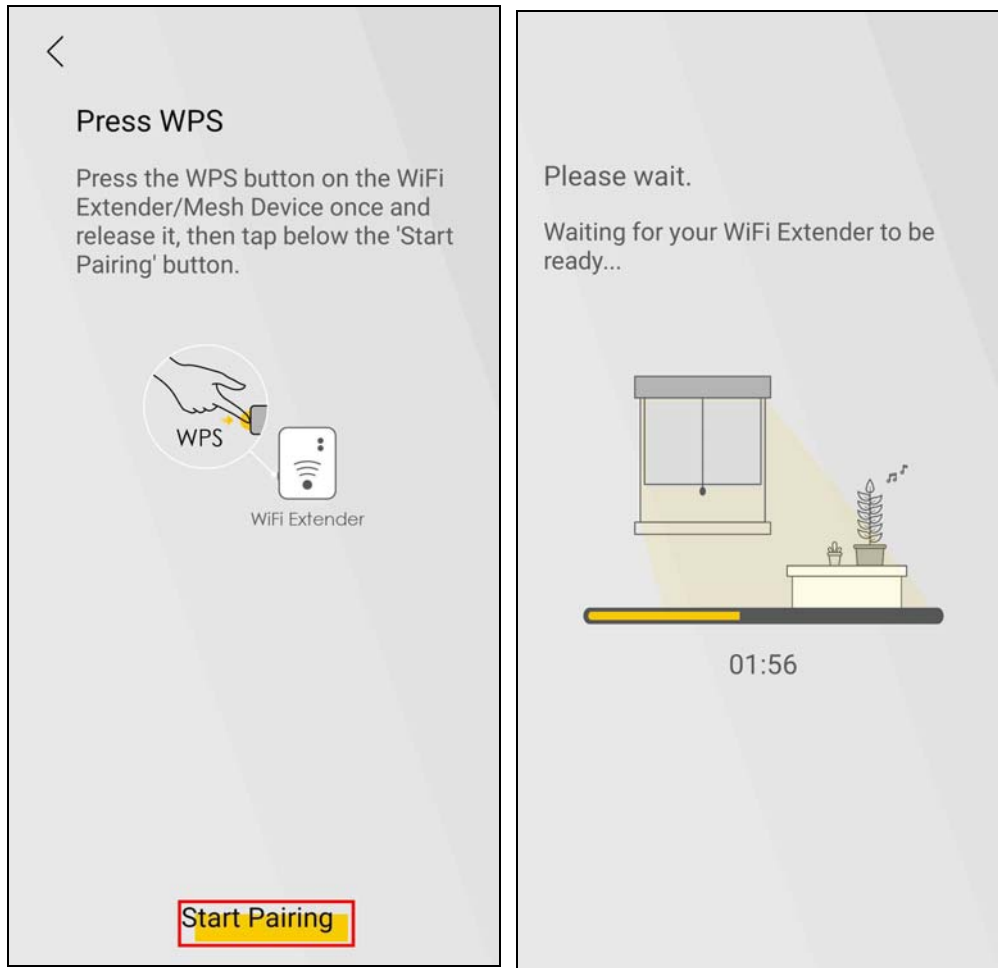 Press WPS
Press the WPS button on the WiFi
Extender/Mesh Device once and
release it, then tap below the 'Start
Pairing' button.
WPS
WiFi Extender
Start Pairing
Please wait.
Waiting for your WiFi Extender to be
ready...
01:56